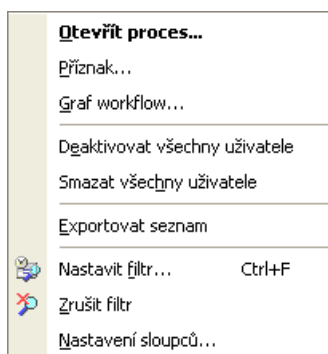 Otevřít proces...
Příznak...
Graf workflow...
Deaktivovat všechny uživatele
Smazat všechny uživatele
Exportovat seznam
Nastavit filtr... Ctrl+F
Zrušit filtr
Nastavení sloupců...